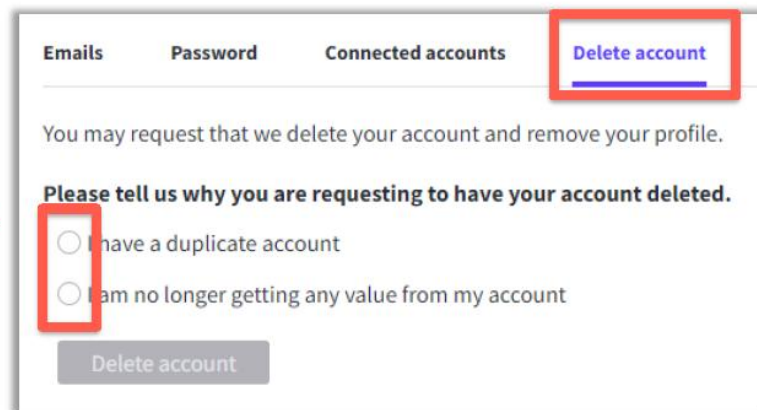 Emails Password Connected accounts Delete account
You may request that we delete your account and remove your profile.
Please tell us why you are requesting to have your account deleted.
I have a duplicate account
I am no longer getting any value from my account
Delete account